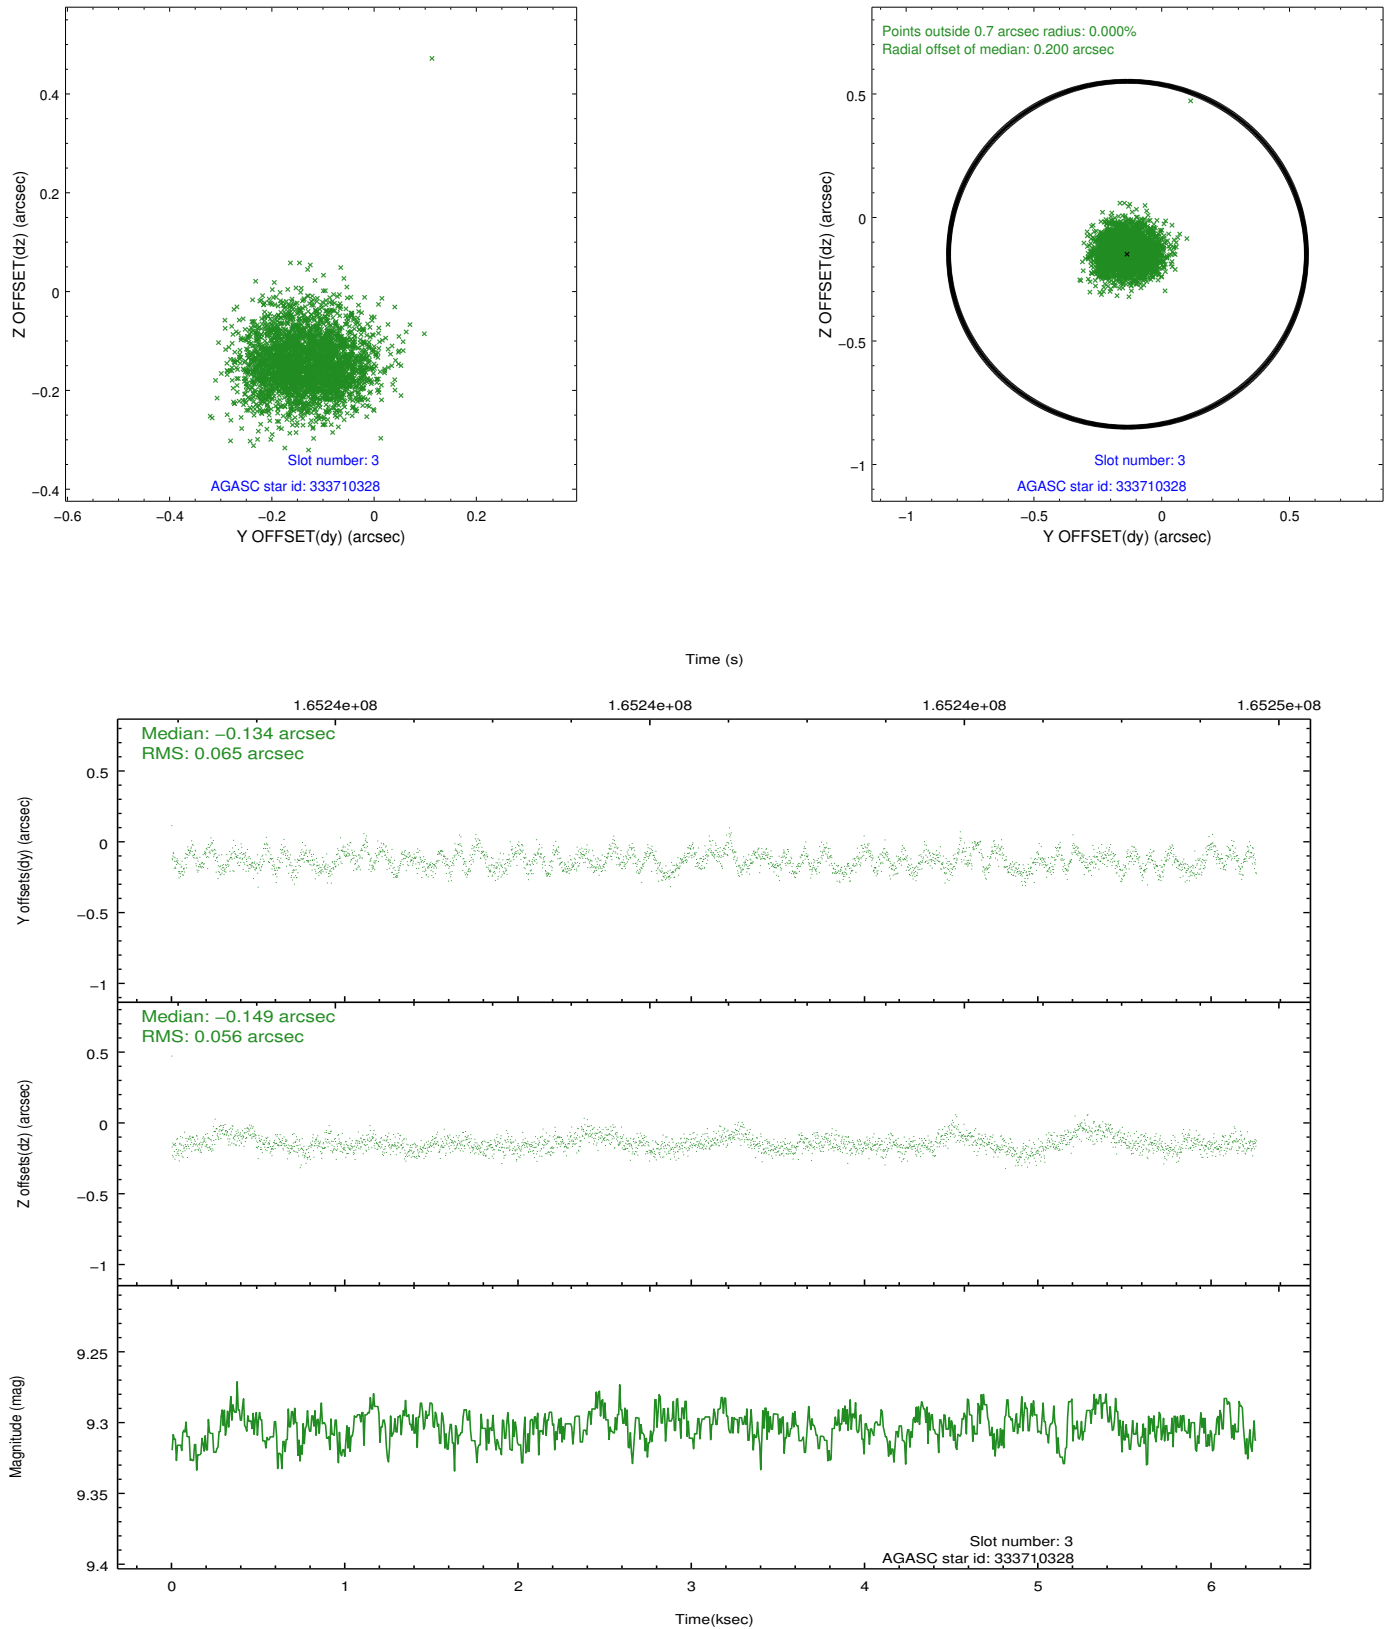 0.4
0.2
0
−0.2
−0.4
−0.6
−0.4
−0.2
0
0.2
Z OFFSET(dz) (arcsec)
Y OFFSET(dy) (arcsec)
Slot number: 3
AGASC star id: 333710328
Points outside 0.7 arcsec radius: 0.000%
Radial offset of median: 0.200 arcsec
0.5
0
−0.5
−1
−1
−0.5
0
0.5
Z OFFSET(dz) (arcsec)
Y OFFSET(dy) (arcsec)
Slot number: 3
AGASC star id: 333710328
Time (s)
1.6524e+08
1.6524e+08
1.6524e+08
1.6525e+08
Median: −0.134 arcsec
RMS: 0.065 arcsec
0.5
0
−0.5
−1
Y offsets(dy) (arcsec)
Median: −0.149 arcsec
RMS: 0.056 arcsec
0.5
0
−0.5
−1
Z offsets(dz) (arcsec)
9.25
9.3
9.35
9.4
Magnitude (mag)
Slot number: 3
AGASC star id: 333710328
0
1
2
3
4
5
6
Time(ksec)